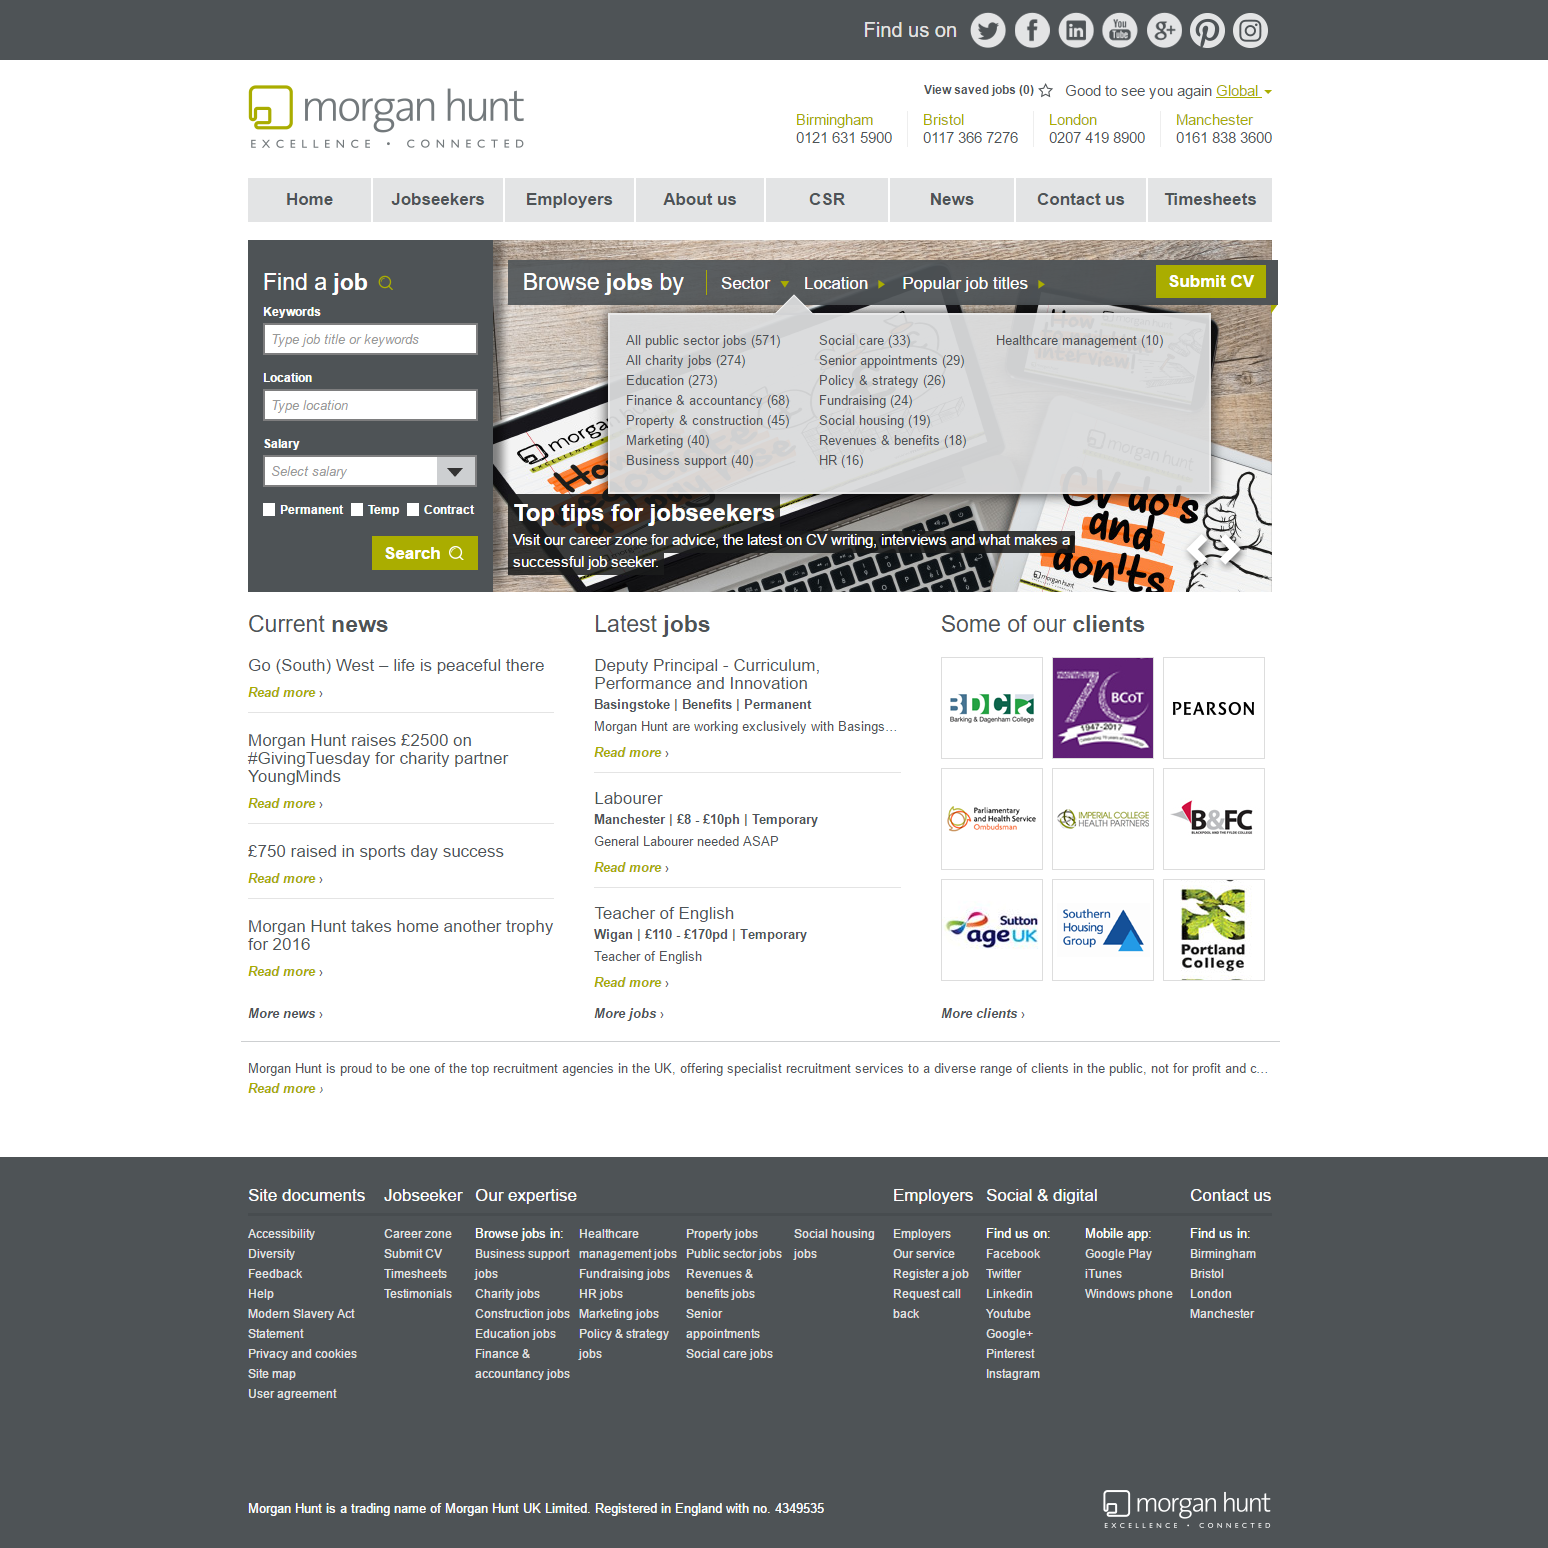 Find us on
You
Tube
g+
morgan hunt
EXCELLENCE • CONNECTED
View saved jobs (0) Good to see you again Global
Birmingham
0121 631 5900
Bristol
0117 366 7276
London
0207 419 8900
Manchester
0161 838 3600
Home Jobseekers Employers About us CSR News Contact us Timesheets
Find a job
Keywords
Type job title or keywords
Location
Type location
Salary
Select salary
Permanent Temp Contract
Search
Browse jobs by Sector Location Popular job titles
Submit CV
All public sector jobs (571)
All charity jobs (274)
Education (273)
Finance & accountancy (68)
Property & construction (45)
Marketing (40)
Business support (40)
Social care (33)
Senior appointments (29)
Policy & strategy (26)
Fundraising (24)
Social housing (19)
Revenues & benefits (18)
HR (16)
Healthcare management (10)
CV do's
and
don'ts
morgan hunt
Top tips for jobseekers
Visit our career zone for advice, the latest on CV writing, interviews and what makes a
successful job seeker.
Current news
Go (South) West – life is peaceful there
Read more ›
Morgan Hunt raises £2500 on
#GivingTuesday for charity partner
YoungMinds
Read more ›
£750 raised in sports day success
Read more ›
Morgan Hunt takes home another trophy
for 2016
Read more ›
More news ›
Latest jobs
Deputy Principal - Curriculum,
Performance and Innovation
Basingstoke | Benefits | Permanent
Morgan Hunt are working exclusively with Basings...
Read more ›
Labourer
Manchester | £8 - £10ph | Temporary
General Labourer needed ASAP
Read more ›
Teacher of English
Wigan | £110 - £170pd | Temporary
Teacher of English
Read more ›
More jobs ›
Some of our clients
BDC
Barking & Dagenham College
70
BCoT
1947-2017
PEARSON
Parliamentary
and Health Service
Ombudsman
IMPERIAL COLLEGE
HEALTH PARTNERS
B&FC
BLACKPOOL AND THE FYLDE COLLEGE
Sutton
age UK
Southern
Housing
Group
Portland
College
More clients ›
Morgan Hunt is proud to be one of the top recruitment agencies in the UK, offering specialist recruitment services to a diverse range of clients in the public, not for profit and c...
Read more ›
Site documents
Accessibility
Diversity
Feedback
Help
Modern Slavery Act
Statement
Privacy and cookies
Site map
User agreement
Jobseeker
Career zone
Submit CV
Timesheets
Testimonials
Our expertise
Browse jobs in:
Business support
jobs
Charity jobs
Construction jobs
Education jobs
Finance &
accountancy jobs
Healthcare
management jobs
Fundraising jobs
HR jobs
Marketing jobs
Policy & strategy
jobs
Property jobs
Public sector jobs
Revenues &
benefits jobs
Senior
appointments
Social care jobs
Social housing
jobs
Employers
Employers
Our service
Register a job
Request call
back
Social & digital
Find us on:
Facebook
Twitter
Linkedin
Youtube
Google+
Pinterest
Instagram
Mobile app:
Google Play
iTunes
Windows phone
Contact us
Find us in:
Birmingham
Bristol
London
Manchester
Morgan Hunt is a trading name of Morgan Hunt UK Limited. Registered in England with no. 4349535
morgan hunt
EXCELLENCE • CONNECTED